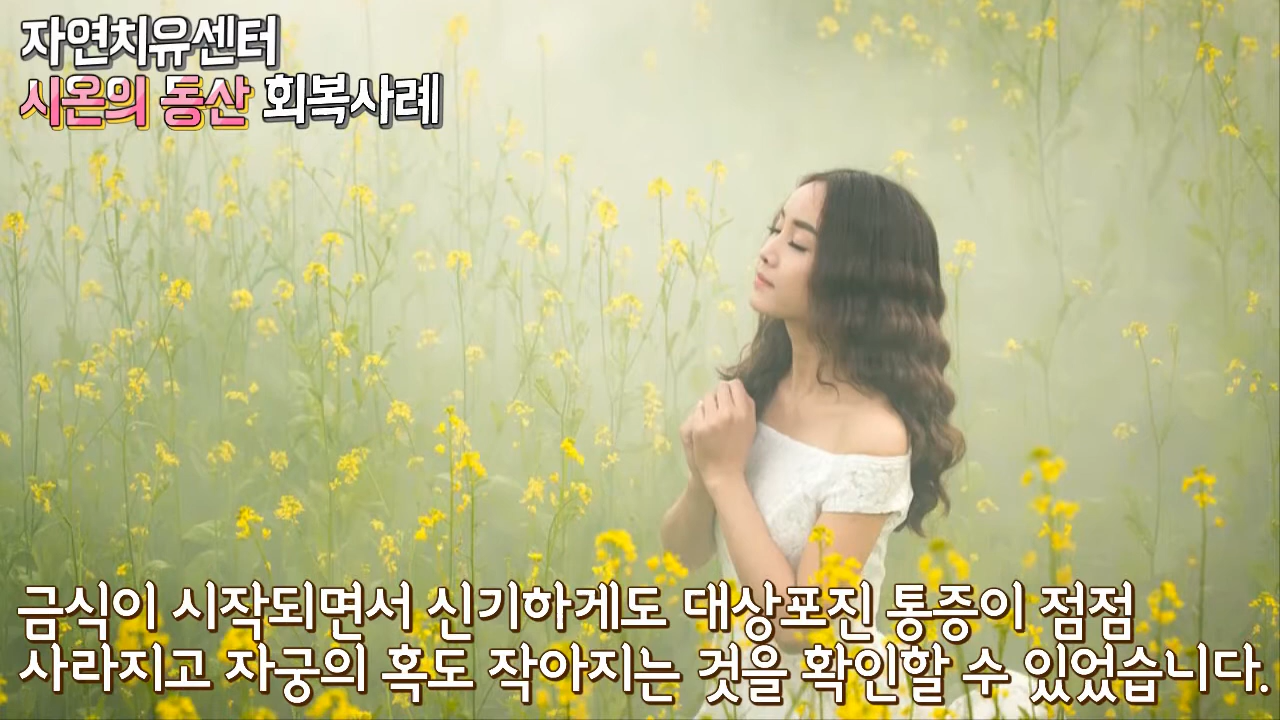 자연치유센터
시온의 동산 회복사례
금식이 시작되면서 신기하게도 대상포진 통증이 점점
사라지고 자궁의 혹도 작아지는 것을 확인할 수 있었습니다.